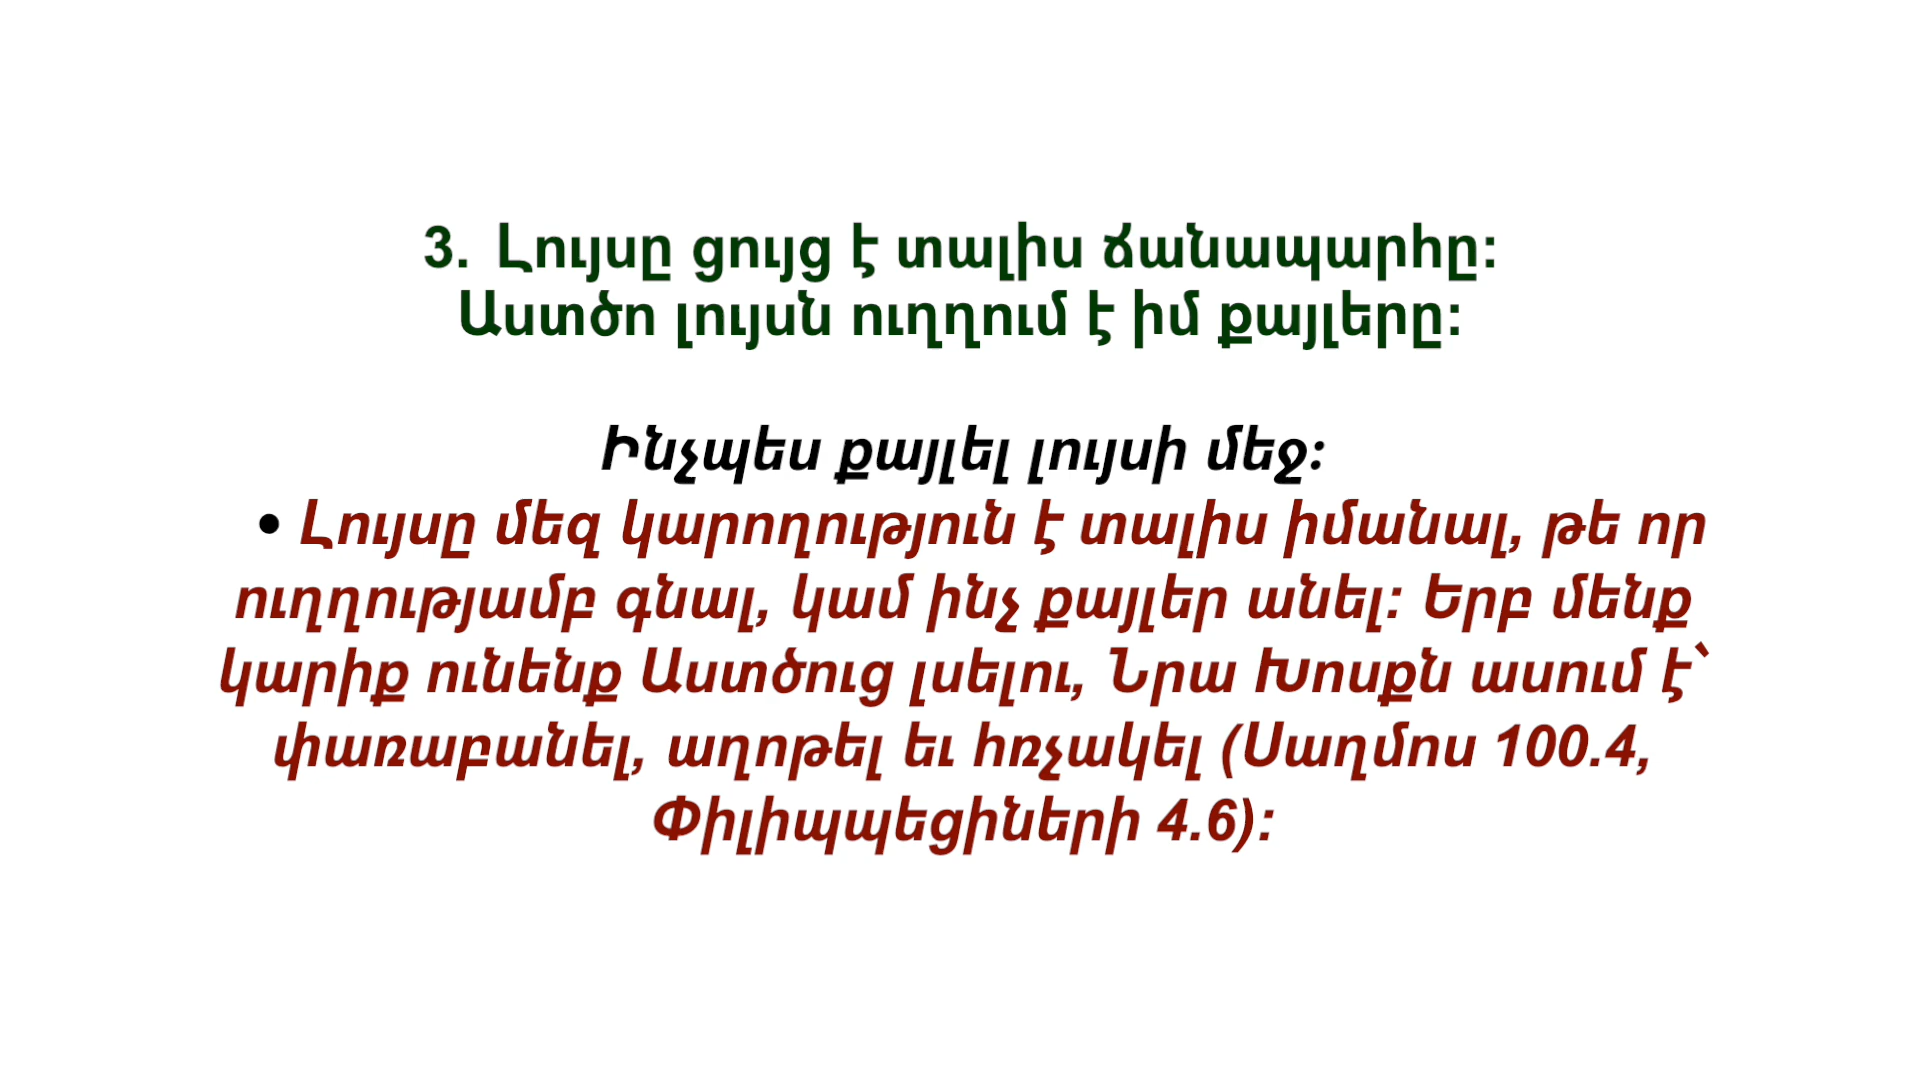 3. Լույսը ցույց է տալիս ճանապարհը:
Աստծո լույսն ուղղում է իմ քայլերը:
Ինչպես քայլել լույսի մեջ:
• Լույսը մեզ կարողություն է տալիս իմանալ, թե որ
ուղղությամբ գնալ, կամ ինչ քայլեր անել: Երբ մենք
կարիք ունենք Աստծուց լսելու, Նրա Խոսքն ասում է՝
փառաբանել, աղոթել եւ հռչակել (Սաղմոս 100.4,
Փիլիպպեցիների 4.6):